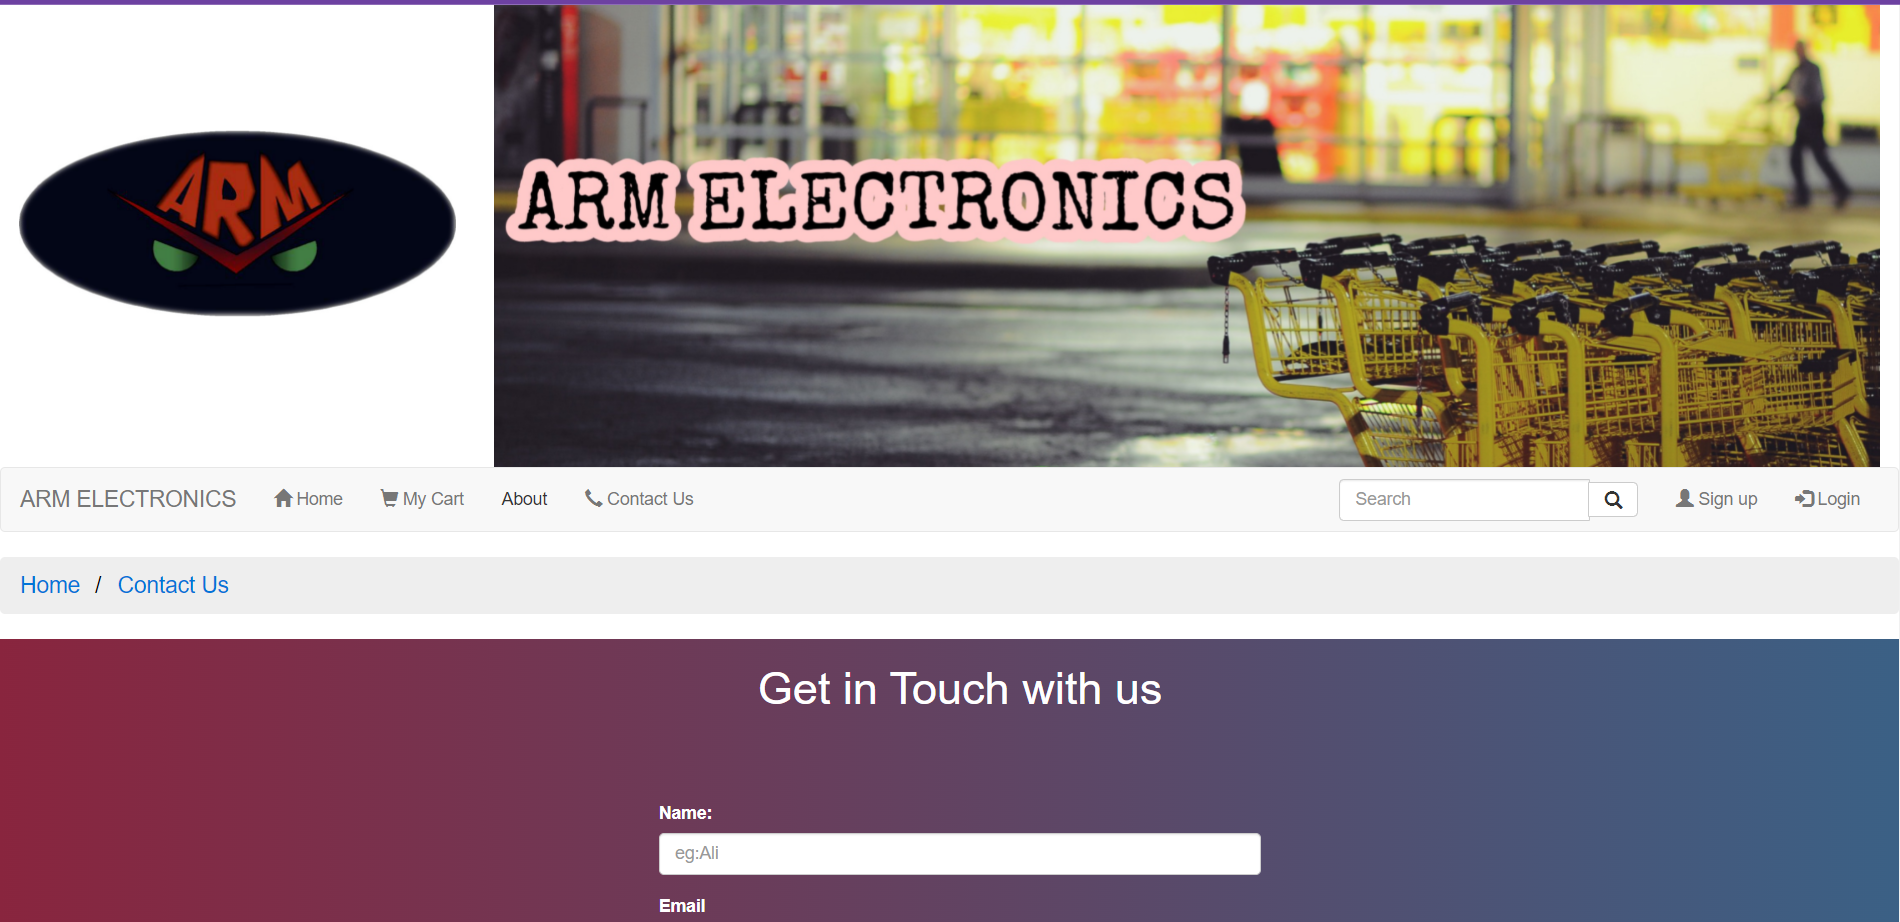 ARM
ARM ELECTRONICS
ARM ELECTRONICS Home My Cart About Contact Us Search Sign up Login
Home / Contact Us
Get in Touch with us
Name:
eg:Ali
Email